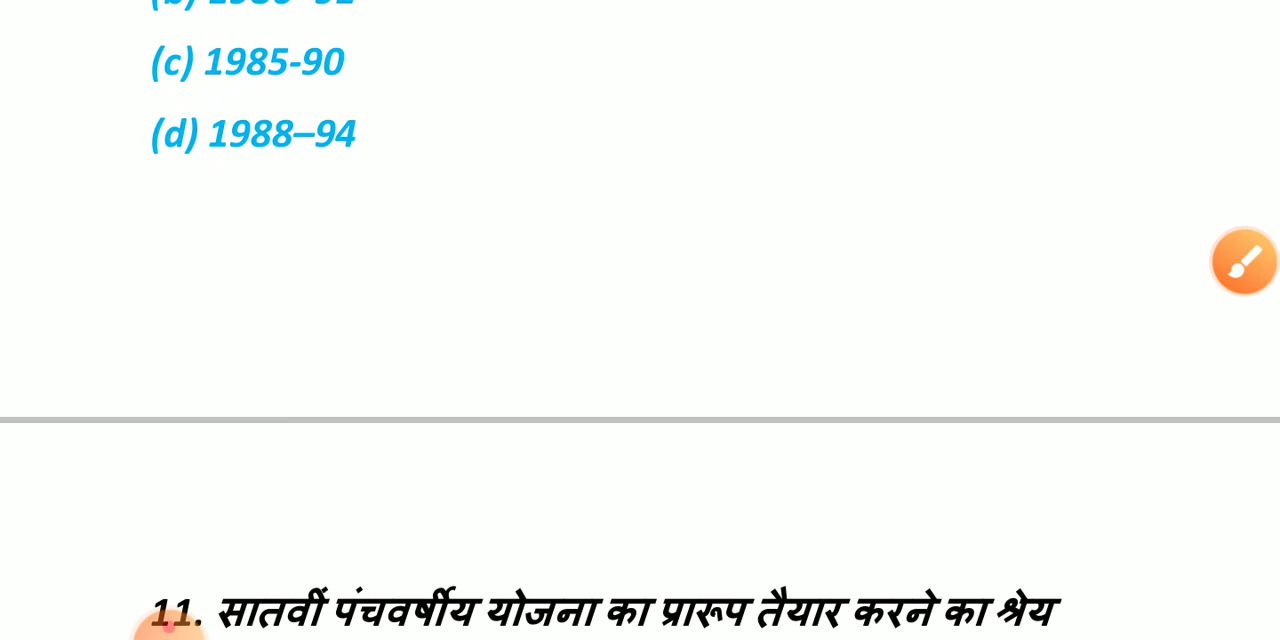 (c) 1985-90
(d) 1988–94
11. सातवीं पंचवर्षीय योजना का प्रारूप तैयार करने का श्रेय